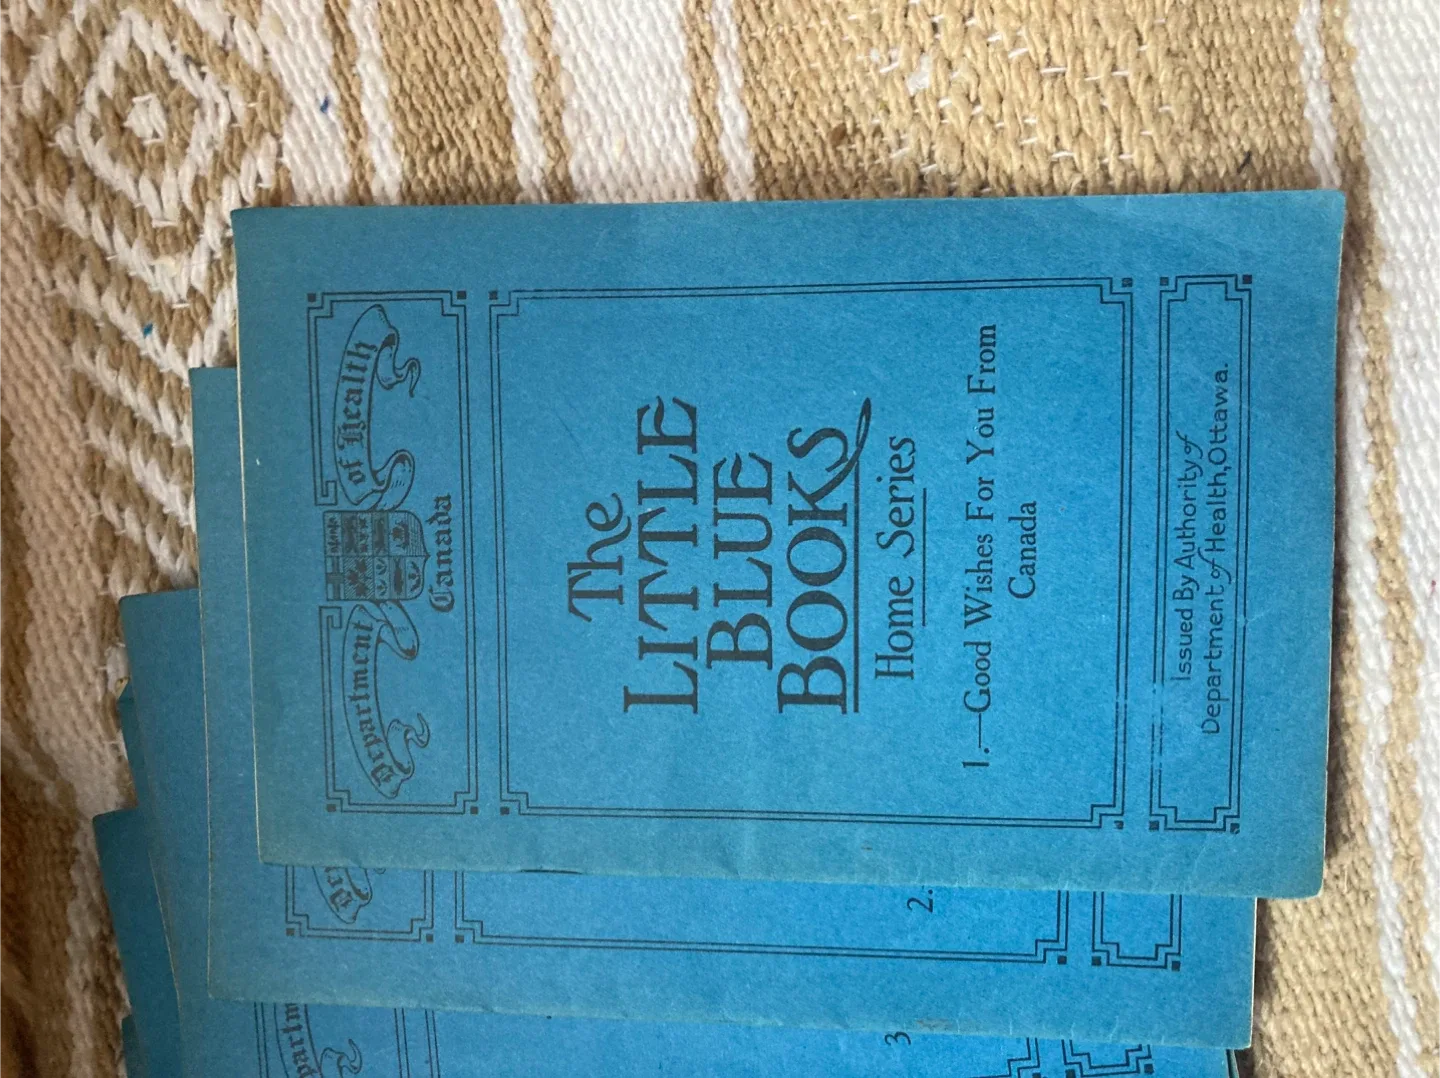 Department of Health
Canada
The
LITTLE
BLUE
BOOKS
Home Series
1.—Good Wishes For You From
Canada
Issued By Authority of
Department of Health, Ottawa.
2.
3